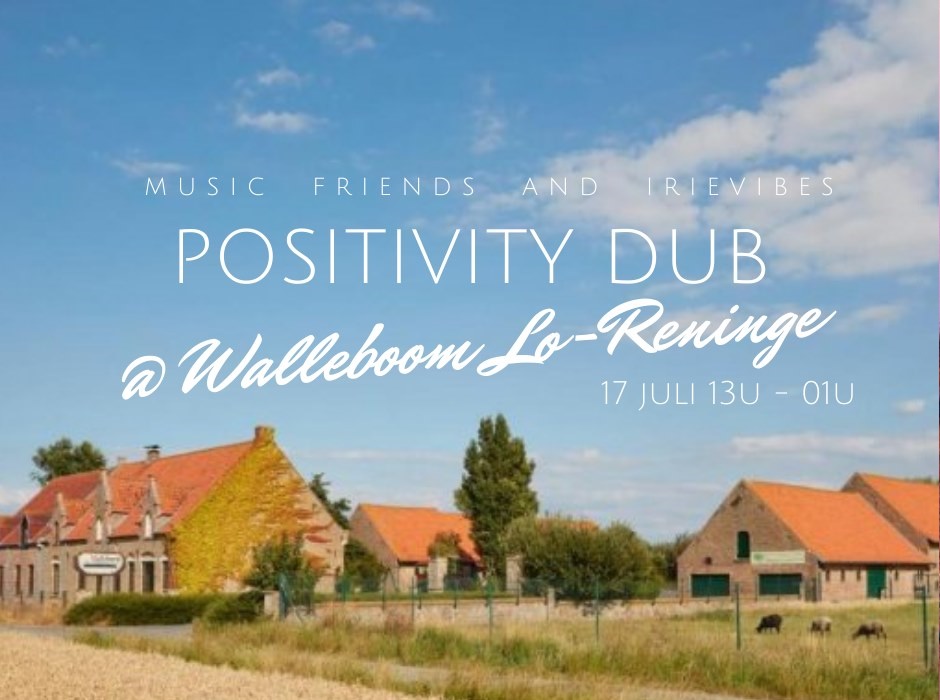 MUSIC FRIENDS AND IRIEVIBES
POSITIVITY DUB
@ Walleboom Lo-Reninge
17 JULI 13U - 01U